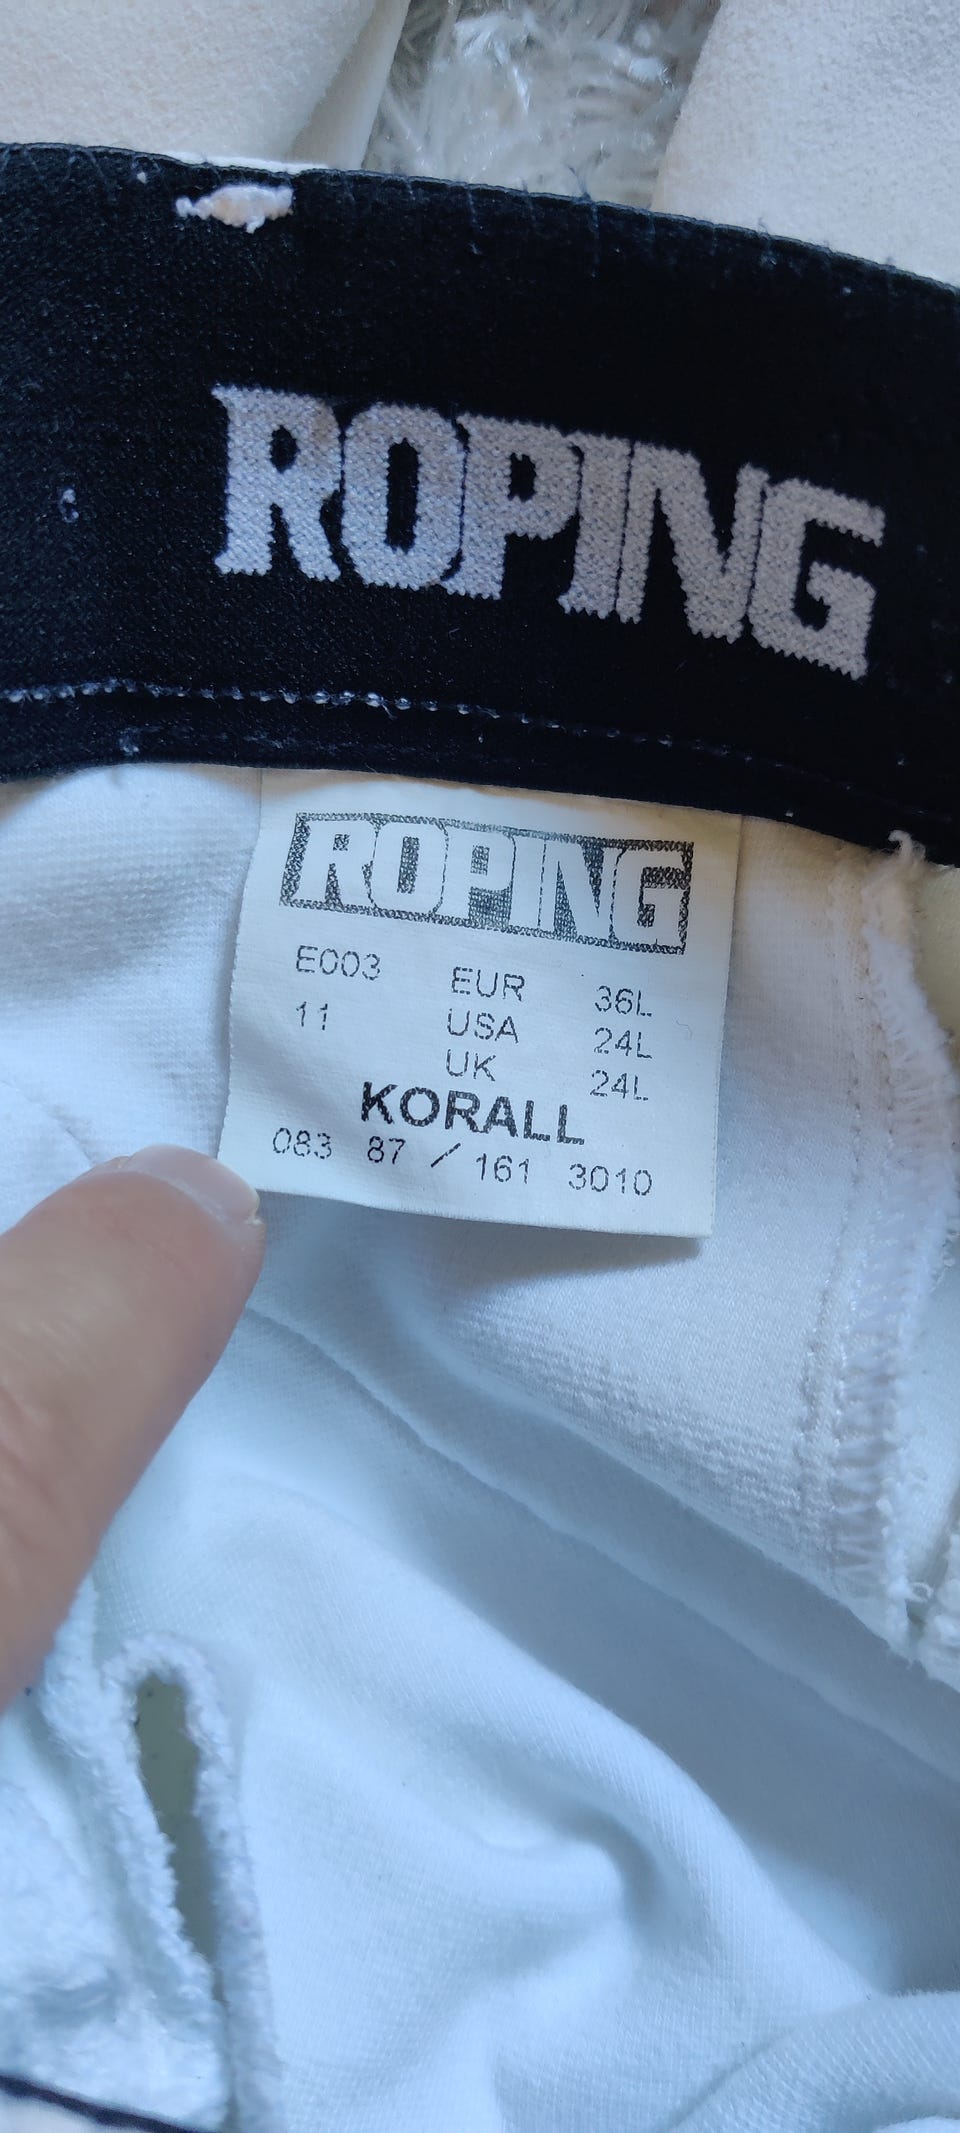 ROPING
ROPING
E003 EUR 36L
11 USA 24L
UK 24L
KORALL
083 87 / 161 3010